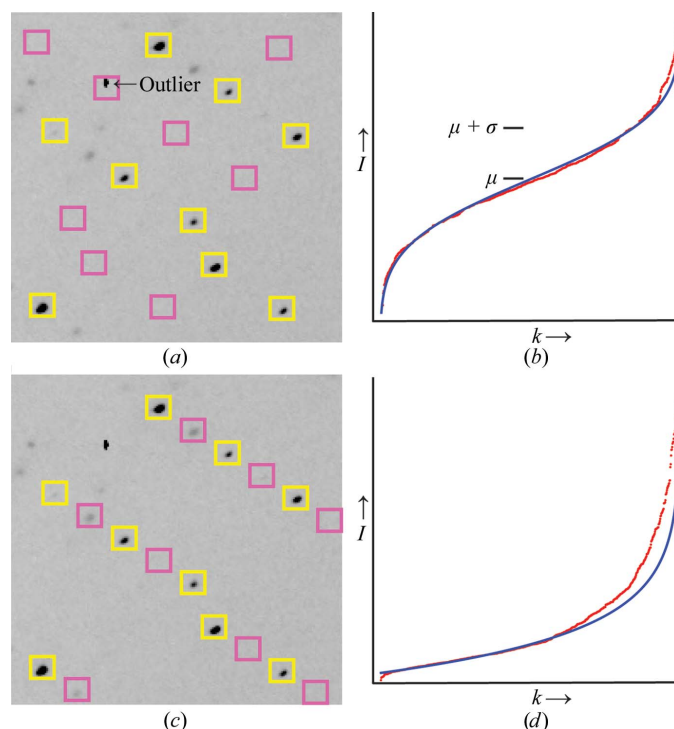 ←Outlier
μ + σ
μ
↑
I
k→
(a)
(b)
↑
I
k→
(c)
(d)